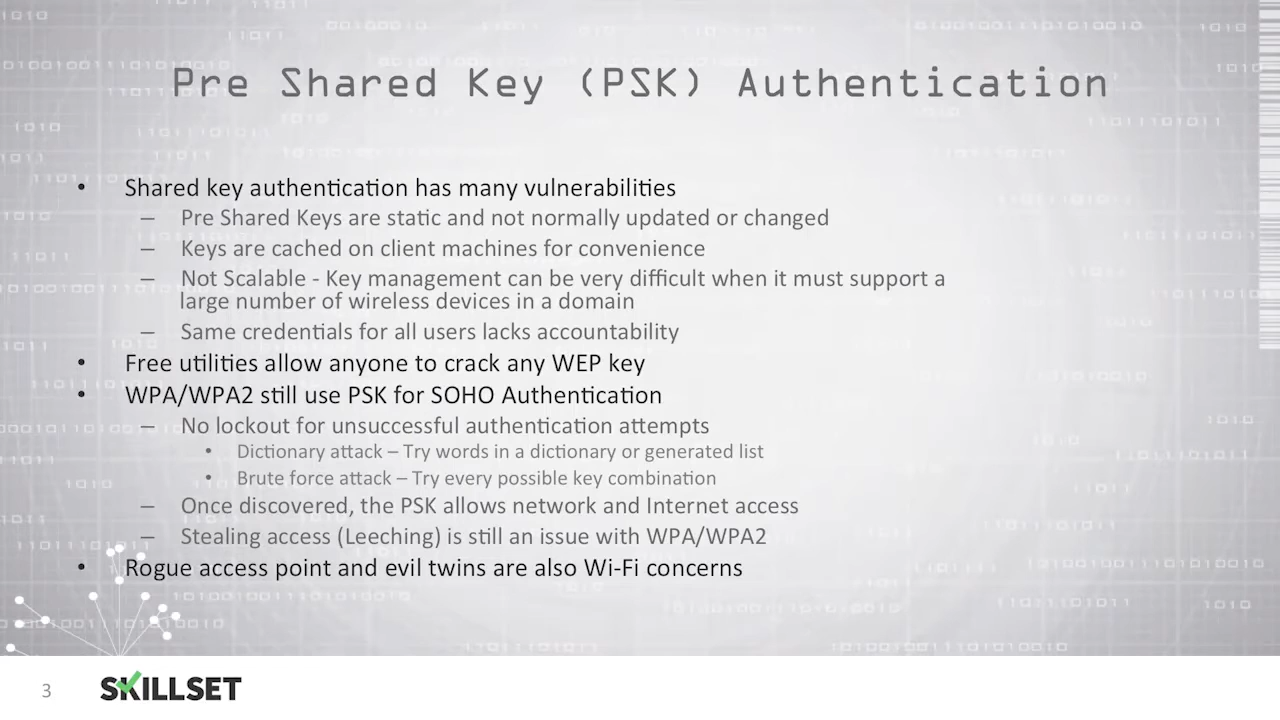 Pre Shared Key (PSK) Authentication
• Shared key authentication has many vulnerabilities
– Pre Shared Keys are static and not normally updated or changed
– Keys are cached on client machines for convenience
– Not Scalable - Key management can be very difficult when it must support a
large number of wireless devices in a domain
– Same credentials for all users lacks accountability
• Free utilities allow anyone to crack any WEP key
• WPA/WPA2 still use PSK for SOHO Authentication
– No lockout for unsuccessful authentication attempts
• Dictionary attack – Try words in a dictionary or generated list
• Brute force attack – Try every possible key combination
– Once discovered, the PSK allows network and Internet access
– Stealing access (Leeching) is still an issue with WPA/WPA2
• Rogue access point and evil twins are also Wi-Fi concerns
3
SKILLSET